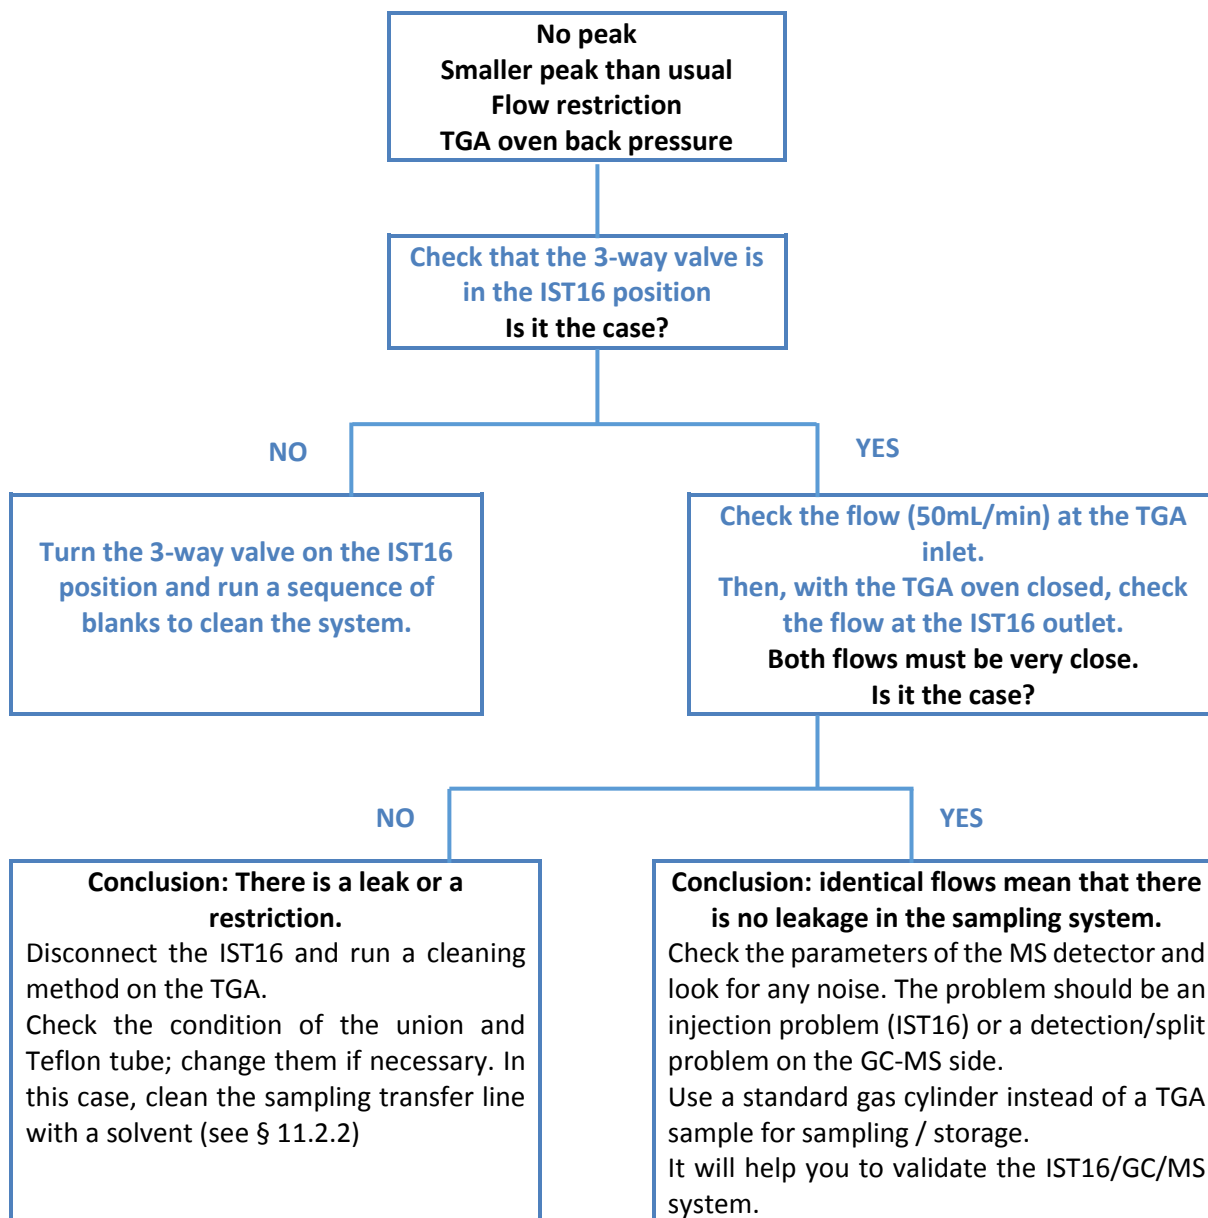 No peak
Smaller peak than usual
Flow restriction
TGA oven back pressure
Check that the 3-way valve is
in the IST16 position
Is it the case?
NO
YES
Turn the 3-way valve on the IST16
position and run a sequence of
blanks to clean the system.
Check the flow (50mL/min) at the TGA
inlet.
Then, with the TGA oven closed, check
the flow at the IST16 outlet.
Both flows must be very close.
Is it the case?
NO
YES
Conclusion: There is a leak or a
restriction.
Disconnect the IST16 and run a cleaning
method on the TGA.
Check the condition of the union and
Teflon tube; change them if necessary. In
this case, clean the sampling transfer line
with a solvent (see § 11.2.2)
Conclusion: identical flows mean that there
is no leakage in the sampling system.
Check the parameters of the MS detector and
look for any noise. The problem should be an
injection problem (IST16) or a detection/split
problem on the GC-MS side.
Use a standard gas cylinder instead of a TGA
sample for sampling / storage.
It will help you to validate the IST16/GC/MS
system.